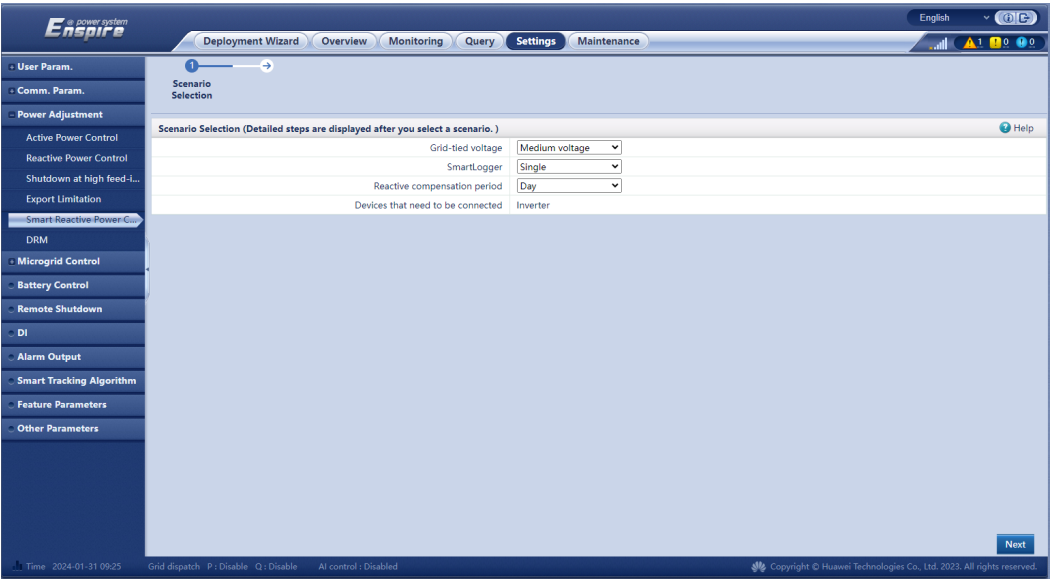 English
@ power system
Enspire
Deployment Wizard Overview Monitoring Query Settings Maintenance
1 0 0
User Param.
Comm. Param.
Power Adjustment
Active Power Control
Reactive Power Control
Shutdown at high feed-i...
Export Limitation
Smart Reactive Power C...
DRM
Microgrid Control
Battery Control
Remote Shutdown
DI
Alarm Output
Smart Tracking Algorithm
Feature Parameters
Other Parameters
1
Scenario
Selection
Scenario Selection (Detailed steps are displayed after you select a scenario. )
Help
Grid-tied voltage Medium voltage
SmartLogger Single
Reactive compensation period Day
Devices that need to be connected Inverter
Next
Time 2024-01-31 09:25 Grid dispatch P : Disable Q : Disable AI control : Disabled
Copyright © Huawei Technologies Co., Ltd. 2023. All rights reserved.